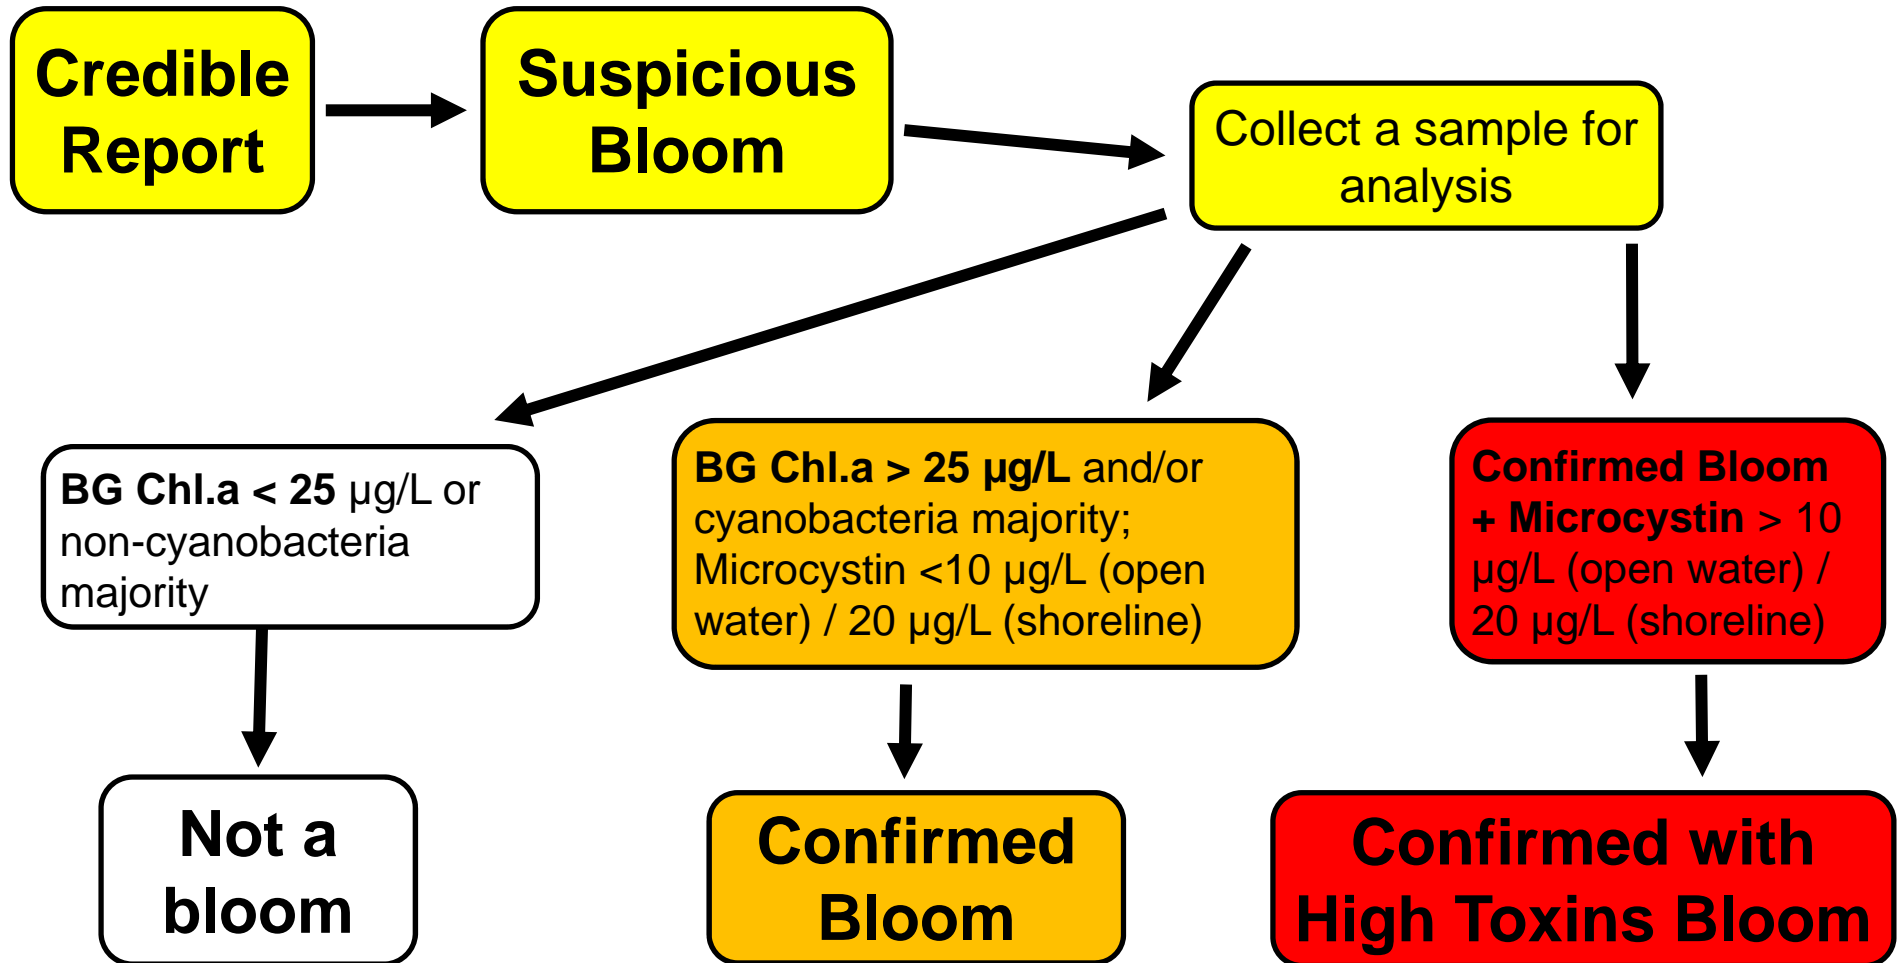 Credible
Report
Suspicious
Bloom
Collect a sample for
analysis
BG Chl.a < 25 µg/L or
non-cyanobacteria
majority
BG Chl.a > 25 µg/L and/or
cyanobacteria majority;
Microcystin <10 µg/L (open
water) / 20 µg/L (shoreline)
Confirmed Bloom
+ Microcystin > 10
µg/L (open water) /
20 µg/L (shoreline)
Not a
bloom
Confirmed
Bloom
Confirmed with
High Toxins Bloom